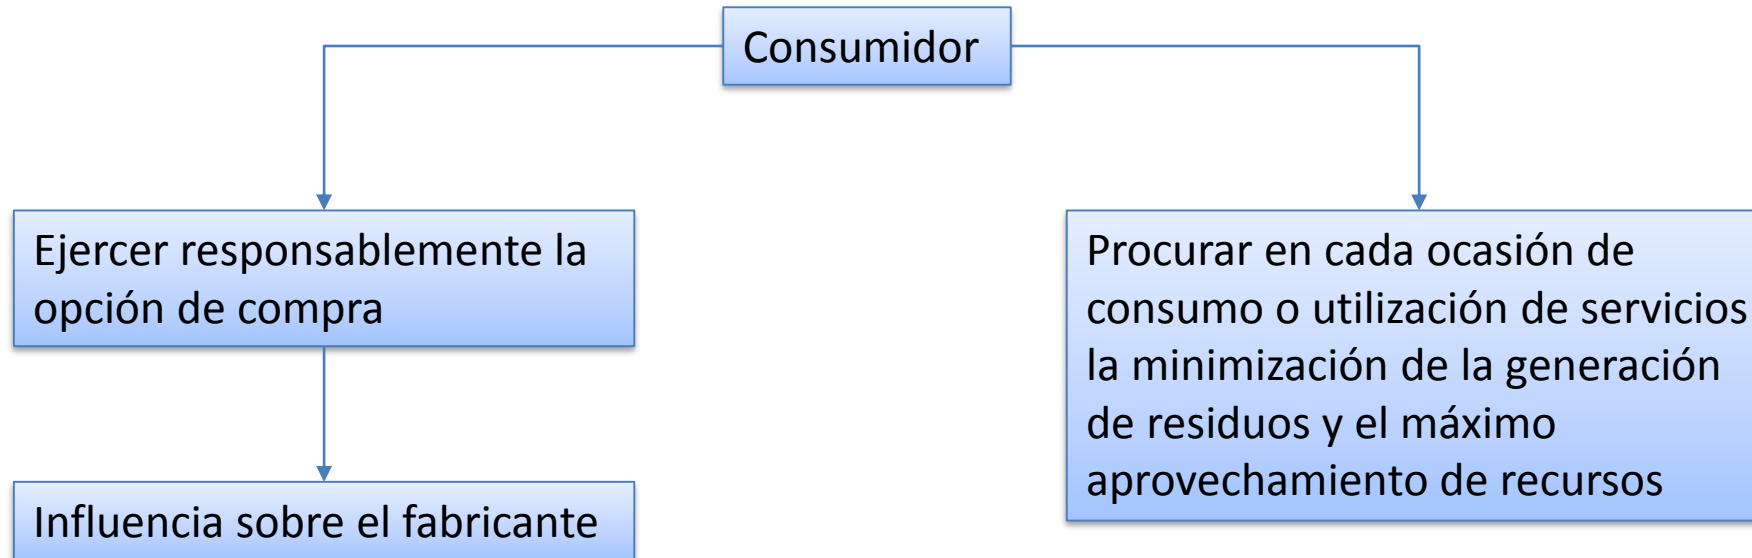 Consumidor
Ejercer responsablemente la
opción de compra
Influencia sobre el fabricante
Procurar en cada ocasión de
consumo o utilización de servicios
la minimización de la generación
de residuos y el máximo
aprovechamiento de recursos